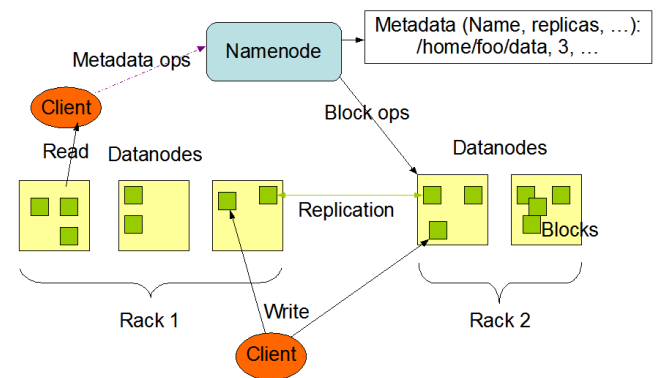 Metadata (Name, replicas, …):
/home/foo/data, 3, …
Namenode
Metadata ops
Client
Block ops
Read
Datanodes
Datanodes
Replication
Blocks
Rack 1
Write
Rack 2
Client